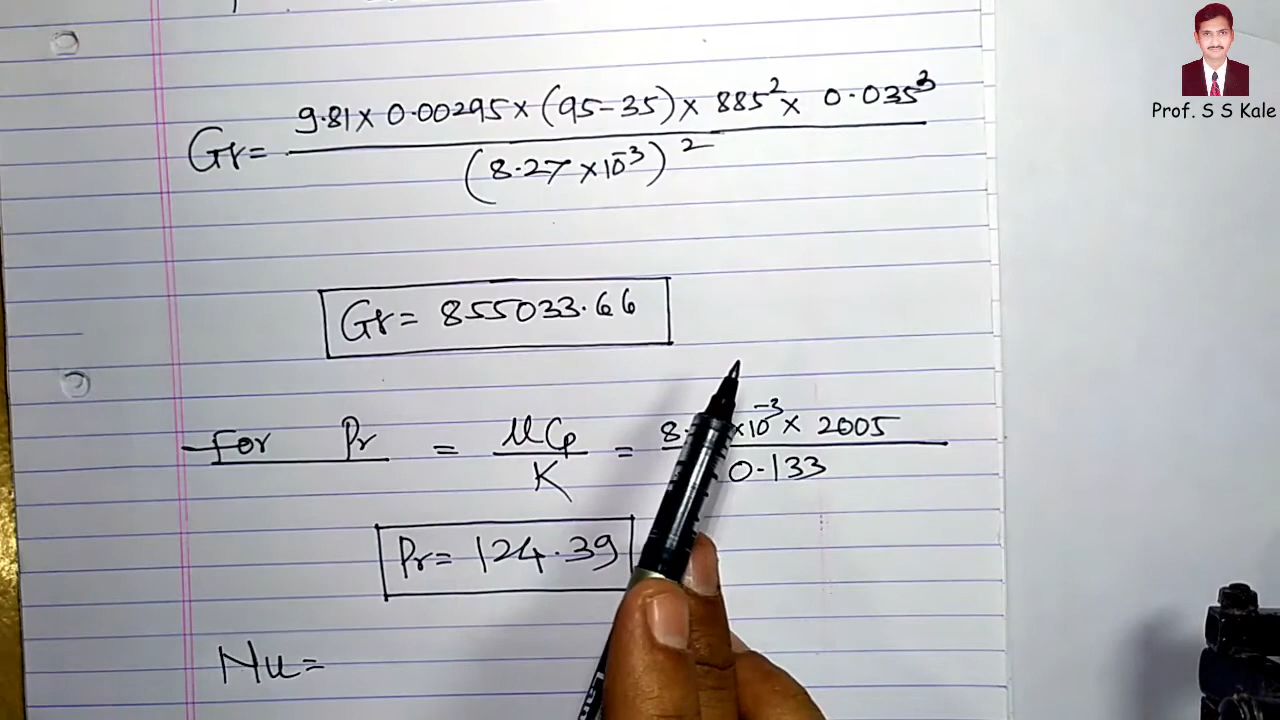 Prof. S S Kale
Gr = 9.81 × 0.00295 × (95-35) × 885² × 0.035³
(8.27 × 10⁻³)²
Gr = 855033.66
For Pr = μCp / K = 8. ×10⁻³ × 2005 / 0.133
Pr = 124.39
Nu =